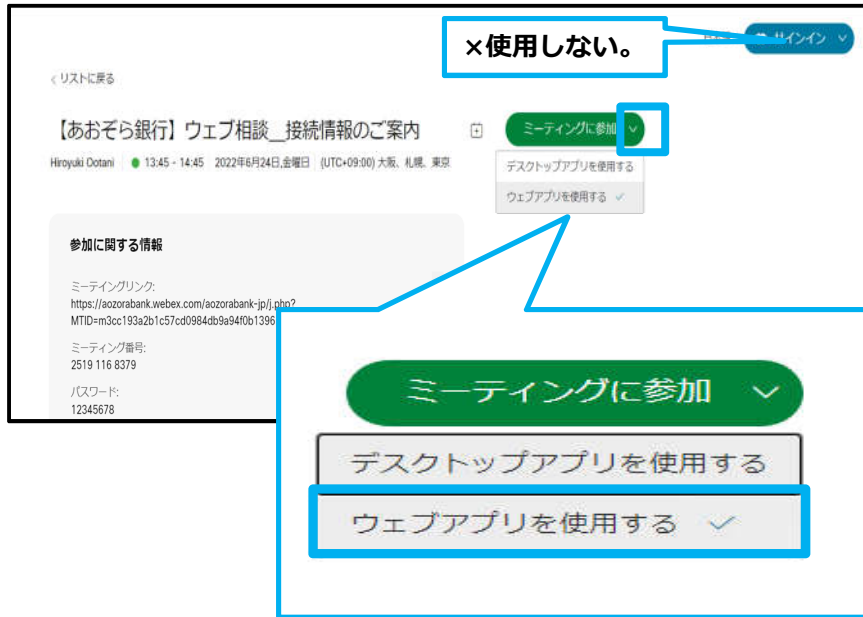 ×使用しない。
サインイン
リストに戻る
【あおぞら銀行】ウェブ相談__接続情報のご案内
ミーティングに参加
Hiroyuki Ootani
13:45 - 14:45 2022年6月24日,金曜日 (UTC+09:00) 大阪、札幌、東京
デスクトップアプリを使用する
ウェブアプリを使用する
参加に関する情報
ミーティングリンク:
https://aozorabank.webex.com/aozorabank-jp/j.php?
MTID=m3cc193a2b1c57cd0984db9a94f0b1396
ミーティング番号:
2519 116 8379
パスワード:
12345678
ミーティングに参加
デスクトップアプリを使用する
ウェブアプリを使用する